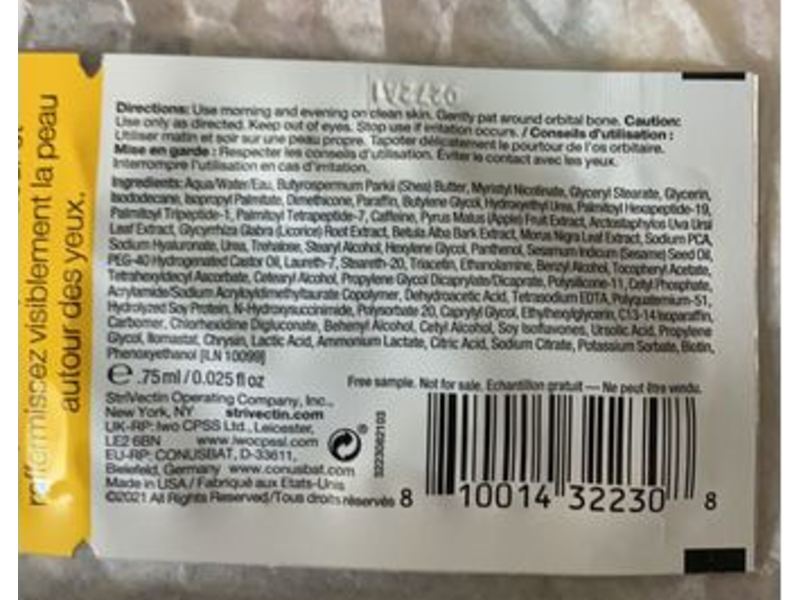 raffermissez visiblement la peau
autour des yeux.
Directions: Use morning and evening on clean skin. Gently pat around orbital bone. Caution:
Use only as directed. Keep out of eyes. Stop use if irritation occurs. / Conseils d'utilisation :
Utiliser matin et soir sur une peau propre. Tapoter délicatement le pourtour de l'os orbitaire.
Mise en garde : Respecter les conseils d'utilisation. Éviter le contact avec les yeux.
Interrompre l'utilisation en cas d'irritation.
Ingredients: Aqua/Water/Eau, Butyrospermum Parkii (Shea) Butter, Myristyl Nicotinate, Glyceryl Stearate, Glycerin,
Isododecane, Isopropyl Palmitate, Dimethicone, Paraffin, Butylene Glycol, Hydroxyethyl Urea, Palmitoyl Hexapeptide-19,
Palmitoyl Tripeptide-1, Palmitoyl Tetrapeptide-7, Caffeine, Pyrus Malus (Apple) Fruit Extract, Arctostaphylos Uva Ursi
Leaf Extract, Glycyrrhiza Glabra (Licorice) Root Extract, Betula Alba Bark Extract, Morus Nigra Leaf Extract, Sodium PCA,
Sodium Hyaluronate, Urea, Trehalose, Stearyl Alcohol, Hexylene Glycol, Panthenol, Sesamum Indicum (Sesame) Seed Oil,
PEG-40 Hydrogenated Castor Oil, Laureth-7, Steareth-20, Triacetin, Ethanolamine, Benzyl Alcohol, Tocopheryl Acetate,
Tetrahexyldecyl Ascorbate, Cetearyl Alcohol, Propylene Glycol Dicaprylate/Dicaprate, Polysilicone-11, Cetyl Phosphate,
Acrylamide/Sodium Acryloyldimethyltaurate Copolymer, Dehydroacetic Acid, Tetrasodium EDTA, Polyquaternium-51,
Hydrolyzed Soy Protein, N-Hydroxysuccinimide, Polysorbate 20, Caprylyl Glycol, Ethylhexylglycerin, C13-14 Isoparaffin,
Carbomer, Chlorhexidine Digluconate, Behenyl Alcohol, Cetyl Alcohol, Soy Isoflavones, Ursolic Acid, Propylene
Glycol, Ilomastat, Chrysin, Lactic Acid, Ammonium Lactate, Citric Acid, Sodium Citrate, Potassium Sorbate, Biotin,
Phenoxyethanol [ILN 10099]
e .75ml/0.025 fl oz
Free sample. Not for sale. Echantillon gratuit — Ne peut être vendu.
StriVectin Operating Company, Inc.,
New York, NY strivectin.com
UK-RP: Iwo CPSS Ltd., Leicester,
LE2 6BN www.iwocpssl.com
EU-RP: CONUSBAT, D-33611,
Bielefeld, Germany www.conusbat.com
Made in USA / Fabriqué aux Etats-Unis
©2021 All Rights Reserved/Tous droits réservés
3223082103
8 10014 32230 8